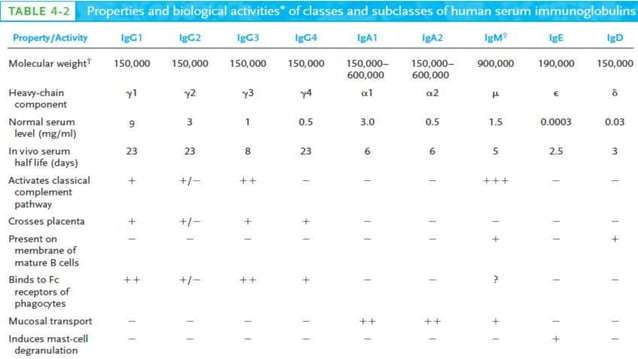 TABLE 4-2 Properties and biological activities* of classes and subclasses of human serum immunoglobulins
Property/Activity IgG1 IgG2 IgG3 IgG4 IgA1 IgA2 IgM‡ IgE IgD
Molecular weight† 150,000 150,000 150,000 150,000 150,000– 150,000– 900,000 190,000 150,000
600,000 600,000
Heavy-chain γ1 γ2 γ3 γ4 α1 α2 μ ϵ δ
component
Normal serum 9 3 1 0.5 3.0 0.5 1.5 0.0003 0.03
level (mg/ml)
In vivo serum 23 23 8 23 6 6 5 2.5 3
half life (days)
Activates classical + +/− ++ − − − +++ − −
complement
pathway
Crosses placenta + +/− + + − − − − −
Present on − − − − − − + − +
membrane of
mature B cells
Binds to Fc ++ +/− ++ + − − ? − −
receptors of
phagocytes
Mucosal transport − − − − ++ ++ + − −
Induces mast-cell − − − − − − − + −
degranulation